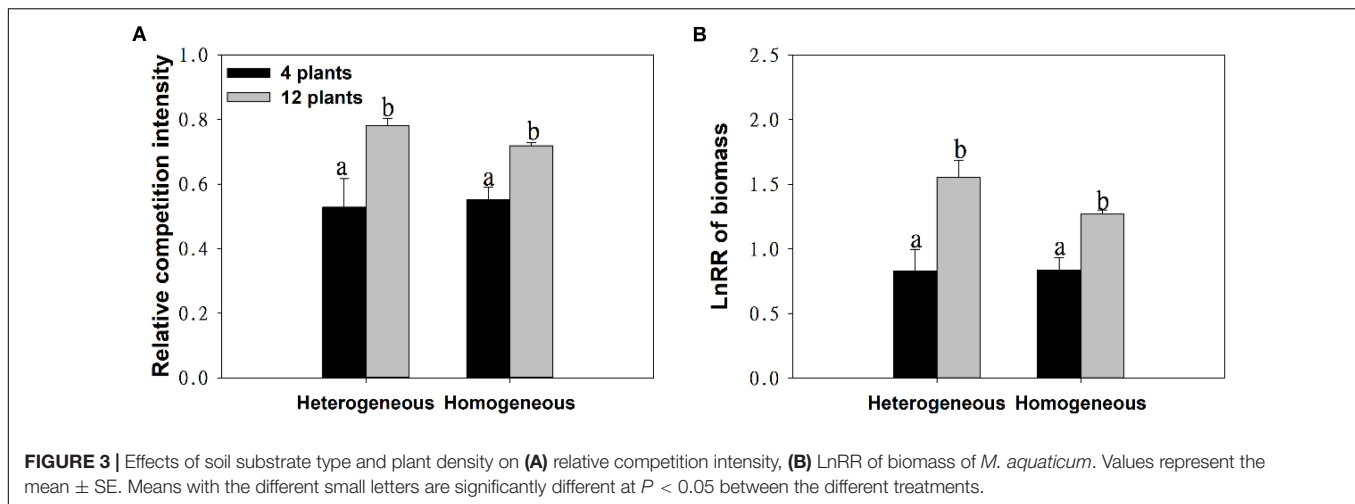 A
Relative competition intensity
1.0
0.8
0.6
0.4
0.2
0.0
4 plants
12 plants
a
b
a
b
Heterogeneous Homogeneous
B
LnRR of biomass
2.5
2.0
1.5
1.0
0.5
0.0
a
b
a
b
Heterogeneous Homogeneous
FIGURE 3 | Effects of soil substrate type and plant density on (A) relative competition intensity, (B) LnRR of biomass of M. aquaticum. Values represent the
mean ± SE. Means with the different small letters are significantly different at P < 0.05 between the different treatments.